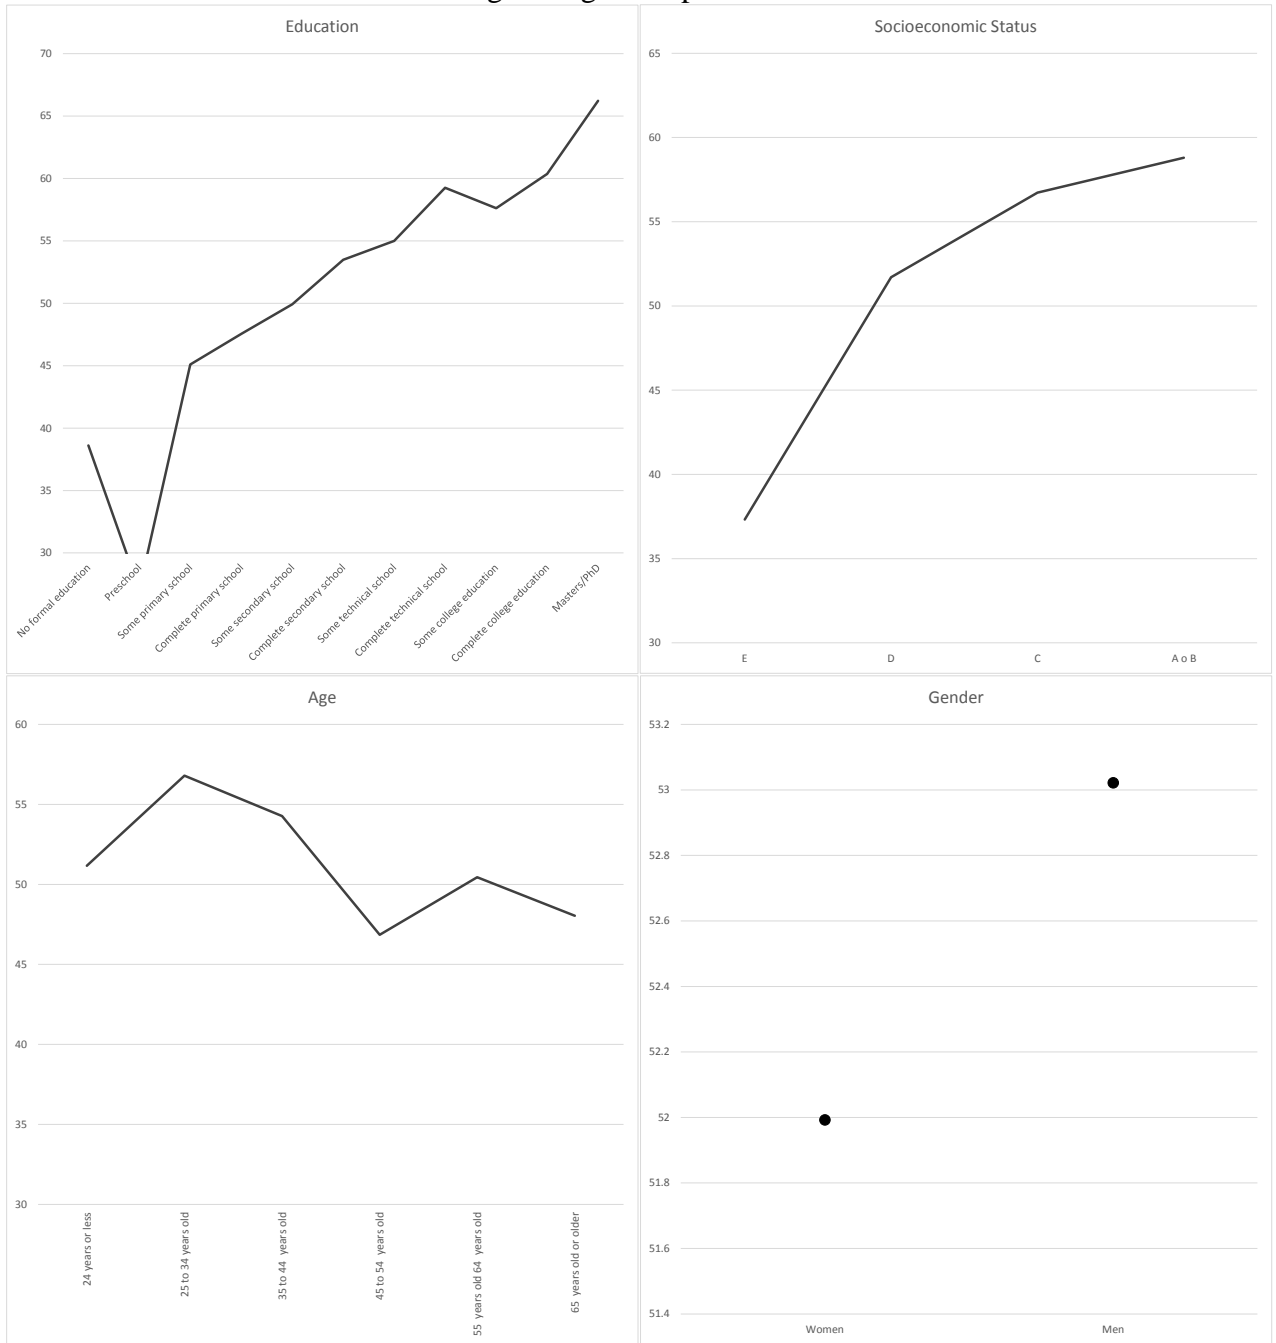 Education
70
65
60
55
50
45
40
35
30
No formal education
Preschool
Some primary school
Complete primary school
Some secondary school
Complete secondary school
Some technical school
Complete technical school
Some college education
Complete college education
Masters/PhD
Socioeconomic Status
65
60
55
50
45
40
35
30
E
D
C
A o B
Age
60
55
50
45
40
35
30
24 years or less
25 to 34 years old
35 to 44 years old
45 to 54 years old
55 years old 64 years old
65 years old or older
Gender
53.2
53
52.8
52.6
52.4
52.2
52
51.8
51.6
51.4
Women
Men